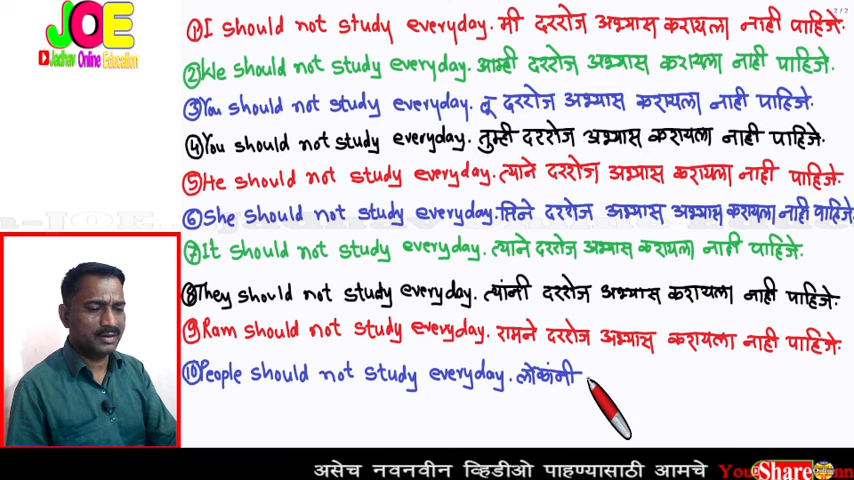 JOE
Jadhav Online Education
2/2
①I should not study everyday. मी दररोज अभ्यास करायला नाही पाहिजे.
②We should not study everyday. आम्ही दररोज अभ्यास करायला नाही पाहिजे.
③You should not study everyday. तू दररोज अभ्यास करायला नाही पाहिजे.
④You should not study everyday. तुम्ही दररोज अभ्यास करायला नाही पाहिजे.
⑤He should not study everyday. त्याने दररोज अभ्यास करायला नाही पाहिजे.
⑥She should not study everyday. तिने दररोज अभ्यास अभ्यास करायला नाही पाहिजे.
⑦It should not study everyday. त्याने दररोज अभ्यास करायला नाही पाहिजे.
⑧They should not study everyday. त्यांनी दररोज अभ्यास करायला नाही पाहिजे.
⑨Ram should not study everyday. रामने दररोज अभ्यास करायला नाही पाहिजे.
⑩People should not study everyday. लोकांनी
असेच नवनवीन व्हिडीओ पाहण्यासाठी आमचे You Share